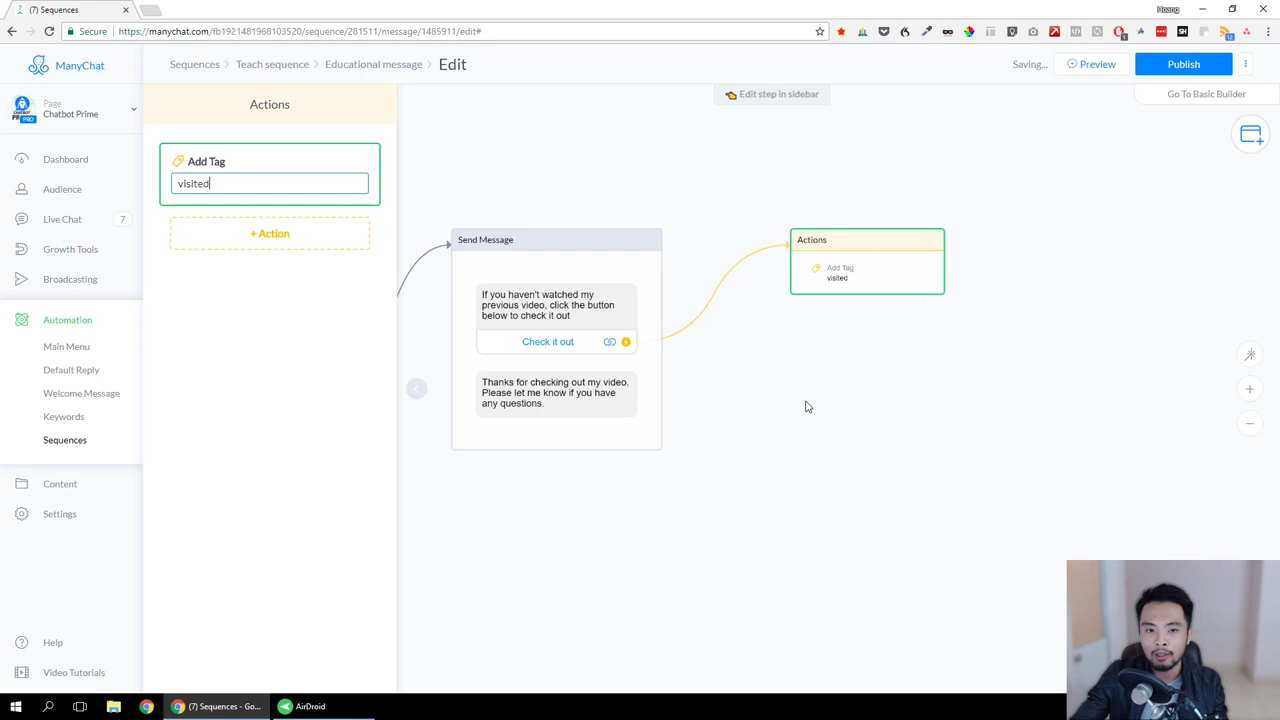 (7) Sequences
Hoang
Secure
https://manychat.com/fb1921481968103520/sequence/281511/message/1485911/edit#
ManyChat
Sequences
Teach sequence
Educational message
Edit
Saving...
Preview
Publish
Page
Chatbot Prime
PRO
Actions
Edit step in sidebar
Go To Basic Builder
Dashboard
Audience
Live Chat
7
Growth Tools
Broadcasting
Automation
Main Menu
Default Reply
Welcome Message
Keywords
Sequences
Content
Settings
Help
Video Tutorials
Add Tag
visited
+ Action
Send Message
If you haven't watched my
previous video, click the button
below to check it out
Check it out
Thanks for checking out my video.
Please let me know if you have
any questions.
Actions
Add Tag
visited
(7) Sequences - Go...
AirDroid